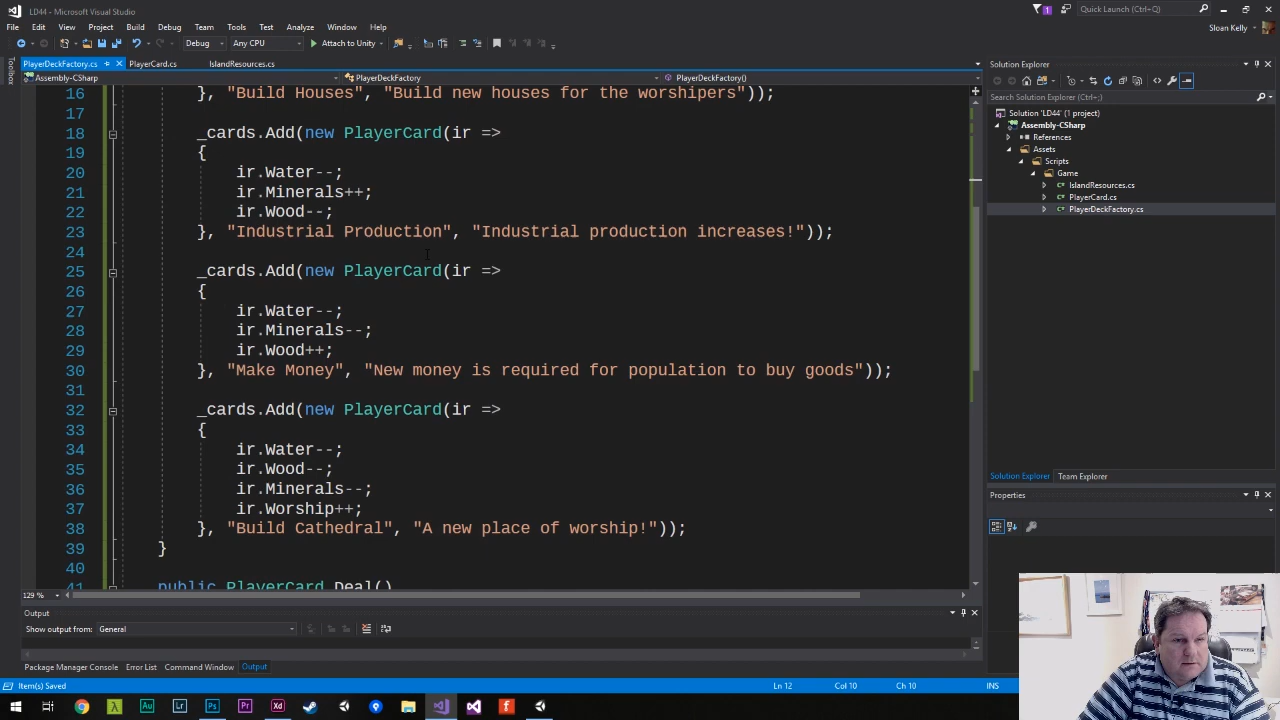 LD44 - Microsoft Visual Studio
1
Quick Launch (Ctrl+Q)
File Edit View Project Build Debug Team Tools Test Analyze Window Help
Sloan Kelly
Debug Any CPU Attach to Unity
PlayerDeckFactory.cs PlayerCard.cs IslandResources.cs
Assembly-CSharp PlayerDeckFactory PlayerDeckFactory()
Toolbox
16 }, "Build Houses", "Build new houses for the worshipers"));
17
18 _cards.Add(new PlayerCard(ir =>
19 {
20 ir.Water--;
21 ir.Minerals++;
22 ir.Wood--;
23 }, "Industrial Production", "Industrial production increases!"));
24
25 _cards.Add(new PlayerCard(ir =>
26 {
27 ir.Water--;
28 ir.Minerals--;
29 ir.Wood++;
30 }, "Make Money", "New money is required for population to buy goods"));
31
32 _cards.Add(new PlayerCard(ir =>
33 {
34 ir.Water--;
35 ir.Wood--;
36 ir.Minerals--;
37 ir.Worship++;
38 }, "Build Cathedral", "A new place of worship!"));
39 }
40
41 public PlayerCard Deal()
129 %
Solution Explorer
Search Solution Explorer (Ctrl+;)
Solution 'LD44' (1 project)
Assembly-CSharp
References
Assets
Scripts
Game
IslandResources.cs
PlayerCard.cs
PlayerDeckFactory.cs
Solution Explorer Team Explorer
Properties
Output
Show output from: General
Package Manager Console Error List Command Window Output
Item(s) Saved Ln 12 Col 10 Ch 10 INS
λ Au Lr Ps Pr Xd f